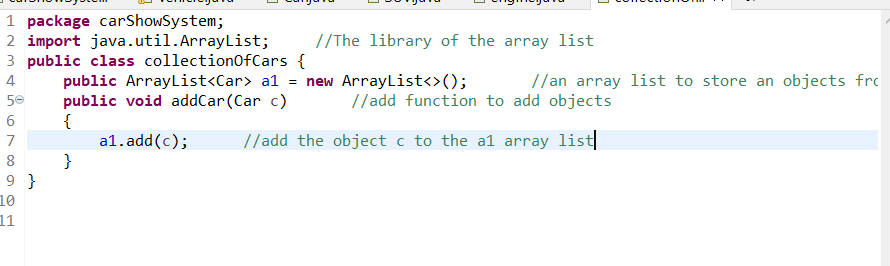 1 package carShowSystem;
2 import java.util.ArrayList; //The library of the array list
3 public class collectionOfCars {
4 public ArrayList<Car> a1 = new ArrayList<>(); //an array list to store an objects
5 public void addCar(Car c) //add function to add objects
6 {
7 a1.add(c); //add the object c to the a1 array list
8 }
9 }
10
11